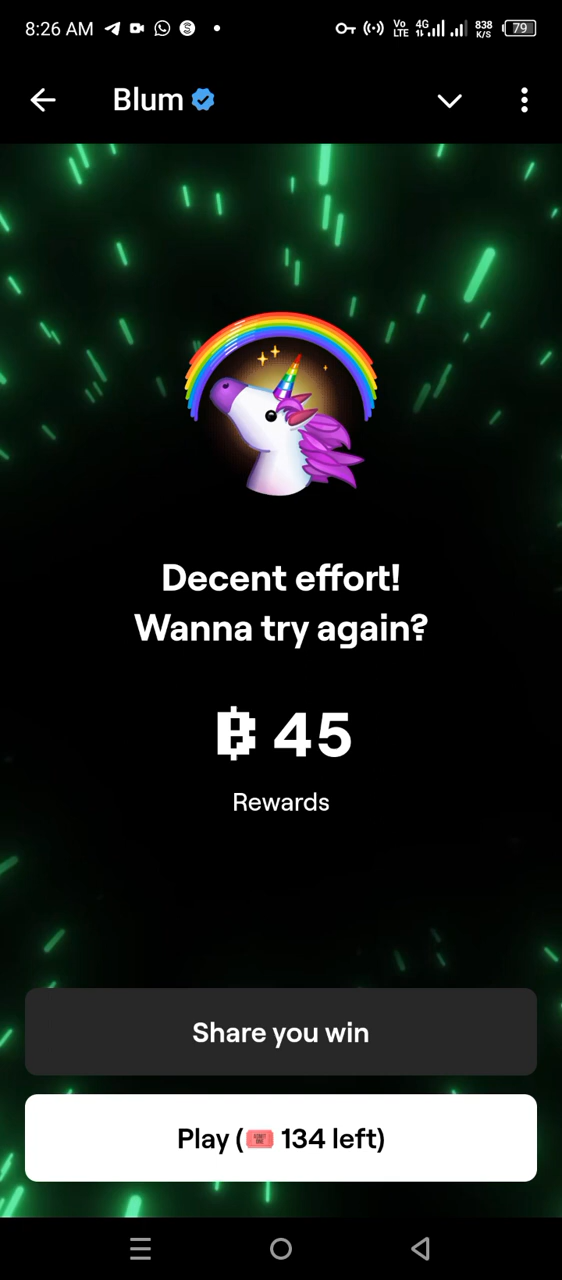 8:26 AM
Vo LTE 4G 838 K/S 79
Blum
Decent effort!
Wanna try again?
45
Rewards
Share you win
Play (🎟 134 left)